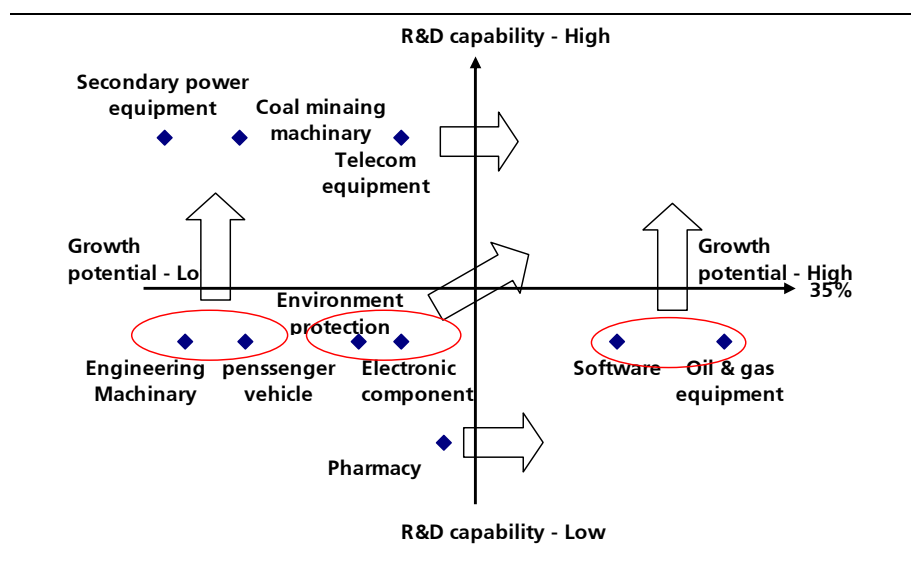 R&D capability - High
Secondary power
equipment
Coal minaing
machinary
Telecom
equipment
Growth
potential - Lo
Growth
potential - High
35%
Environment
protection
Engineering
Machinary
penssenger
vehicle
Electronic
component
Software
Oil & gas
equipment
Pharmacy
R&D capability - Low